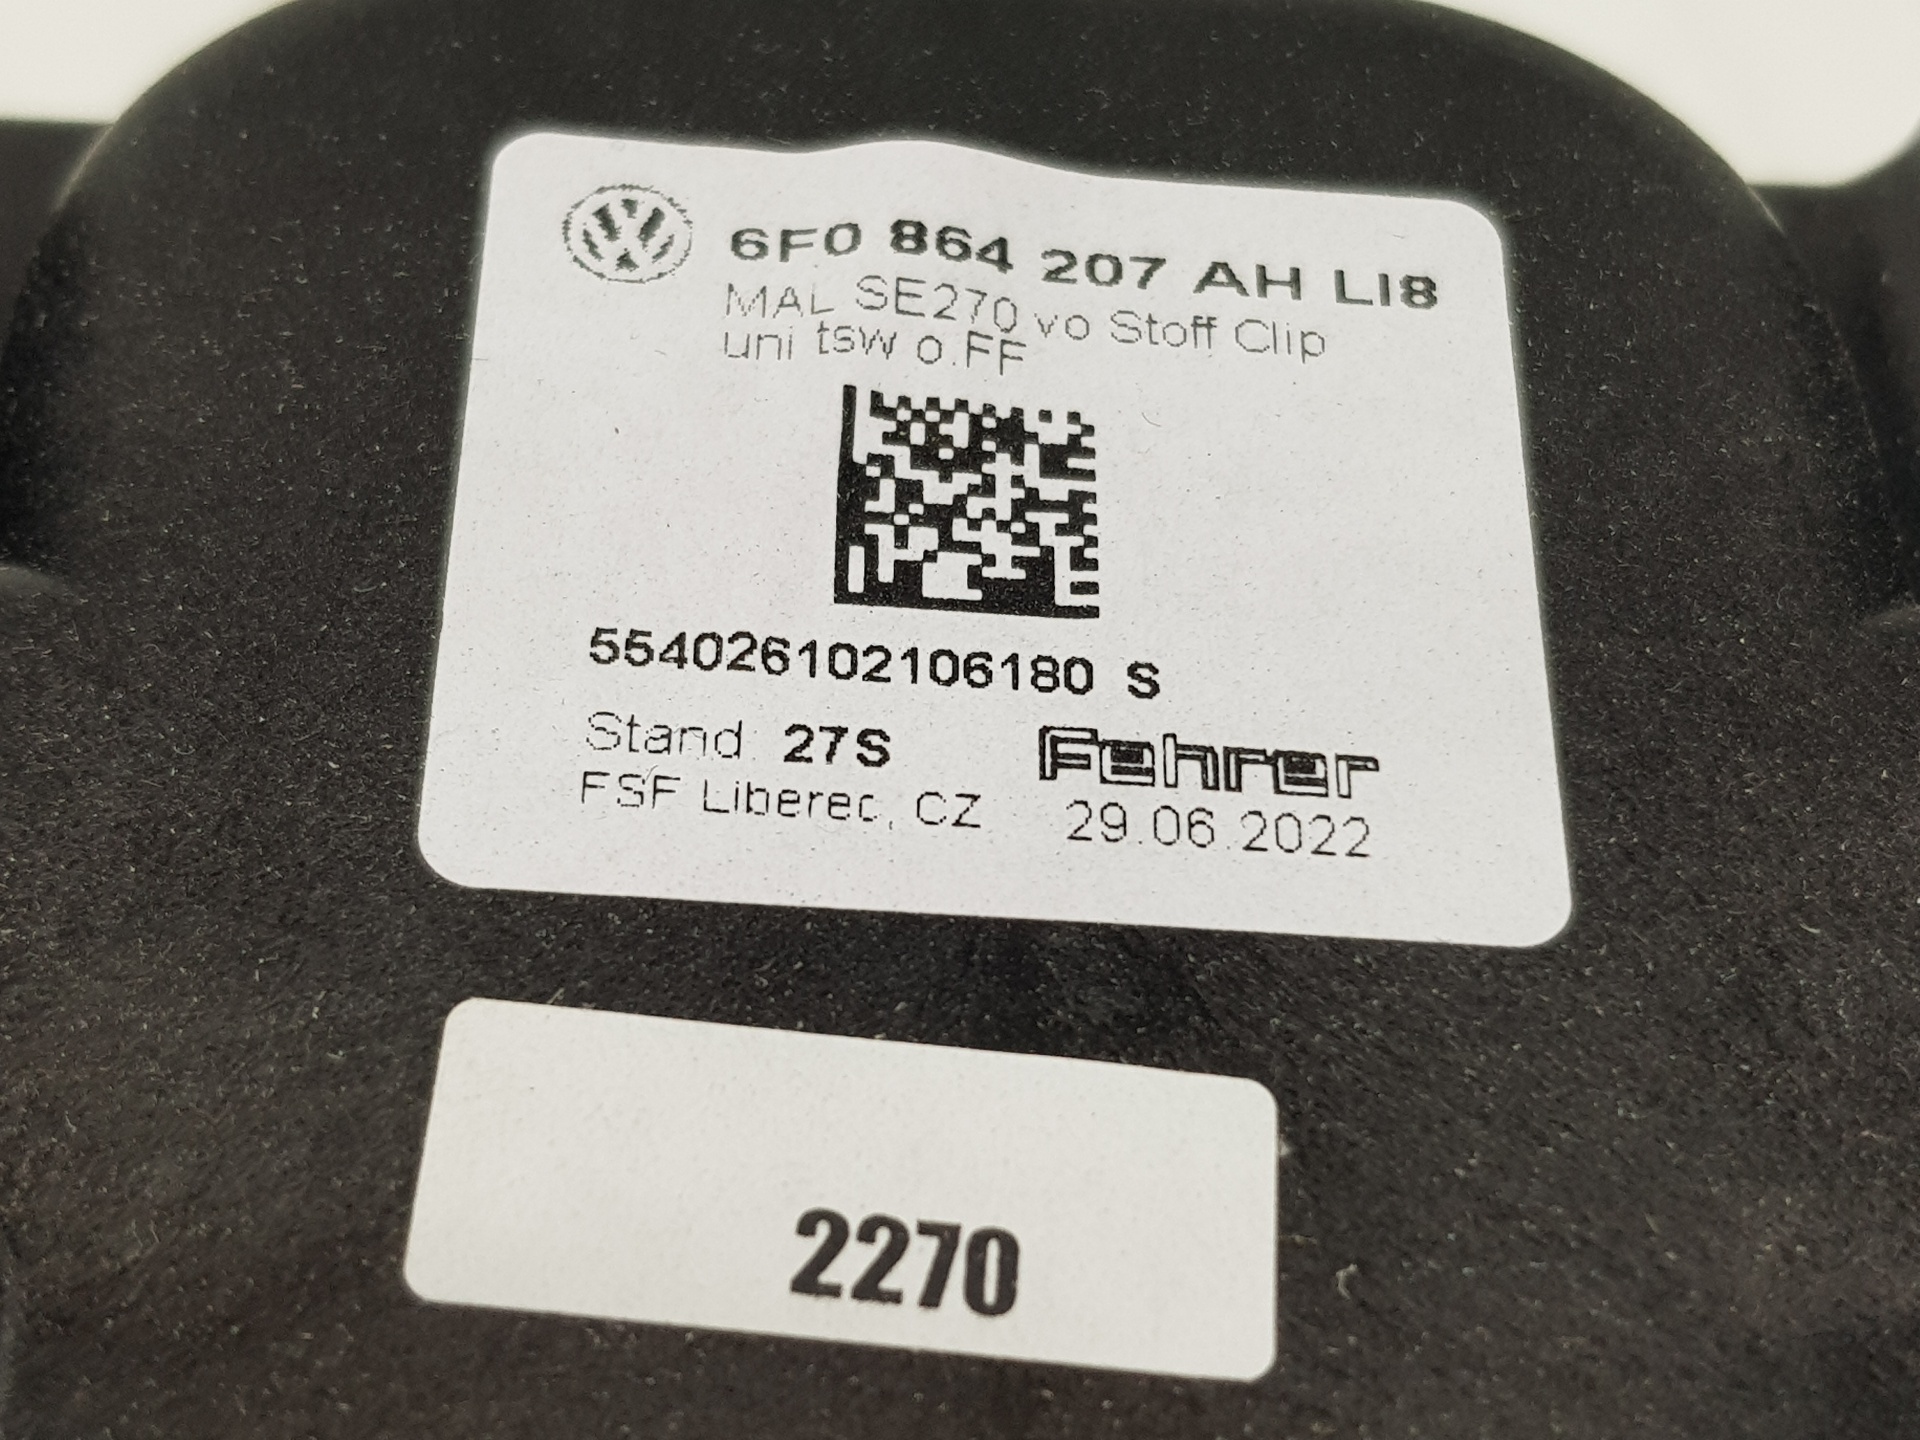 6F0 864 207 AH LI8
MAL SE270 vo Stoff Clip
uni tsw o.FF
554026102106180 S
Stand: 27S
Fehrer
FSF Liberec, CZ
29.06.2022
2270